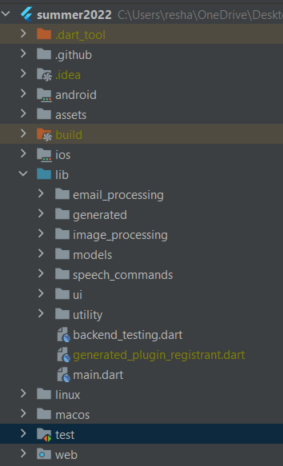 summer2022 C:\Users\resha\OneDrive\Deskt
.dart_tool
.github
.idea
android
assets
build
ios
lib
email_processing
generated
image_processing
models
speech_commands
ui
utility
backend_testing.dart
generated_plugin_registrant.dart
main.dart
linux
macos
test
web